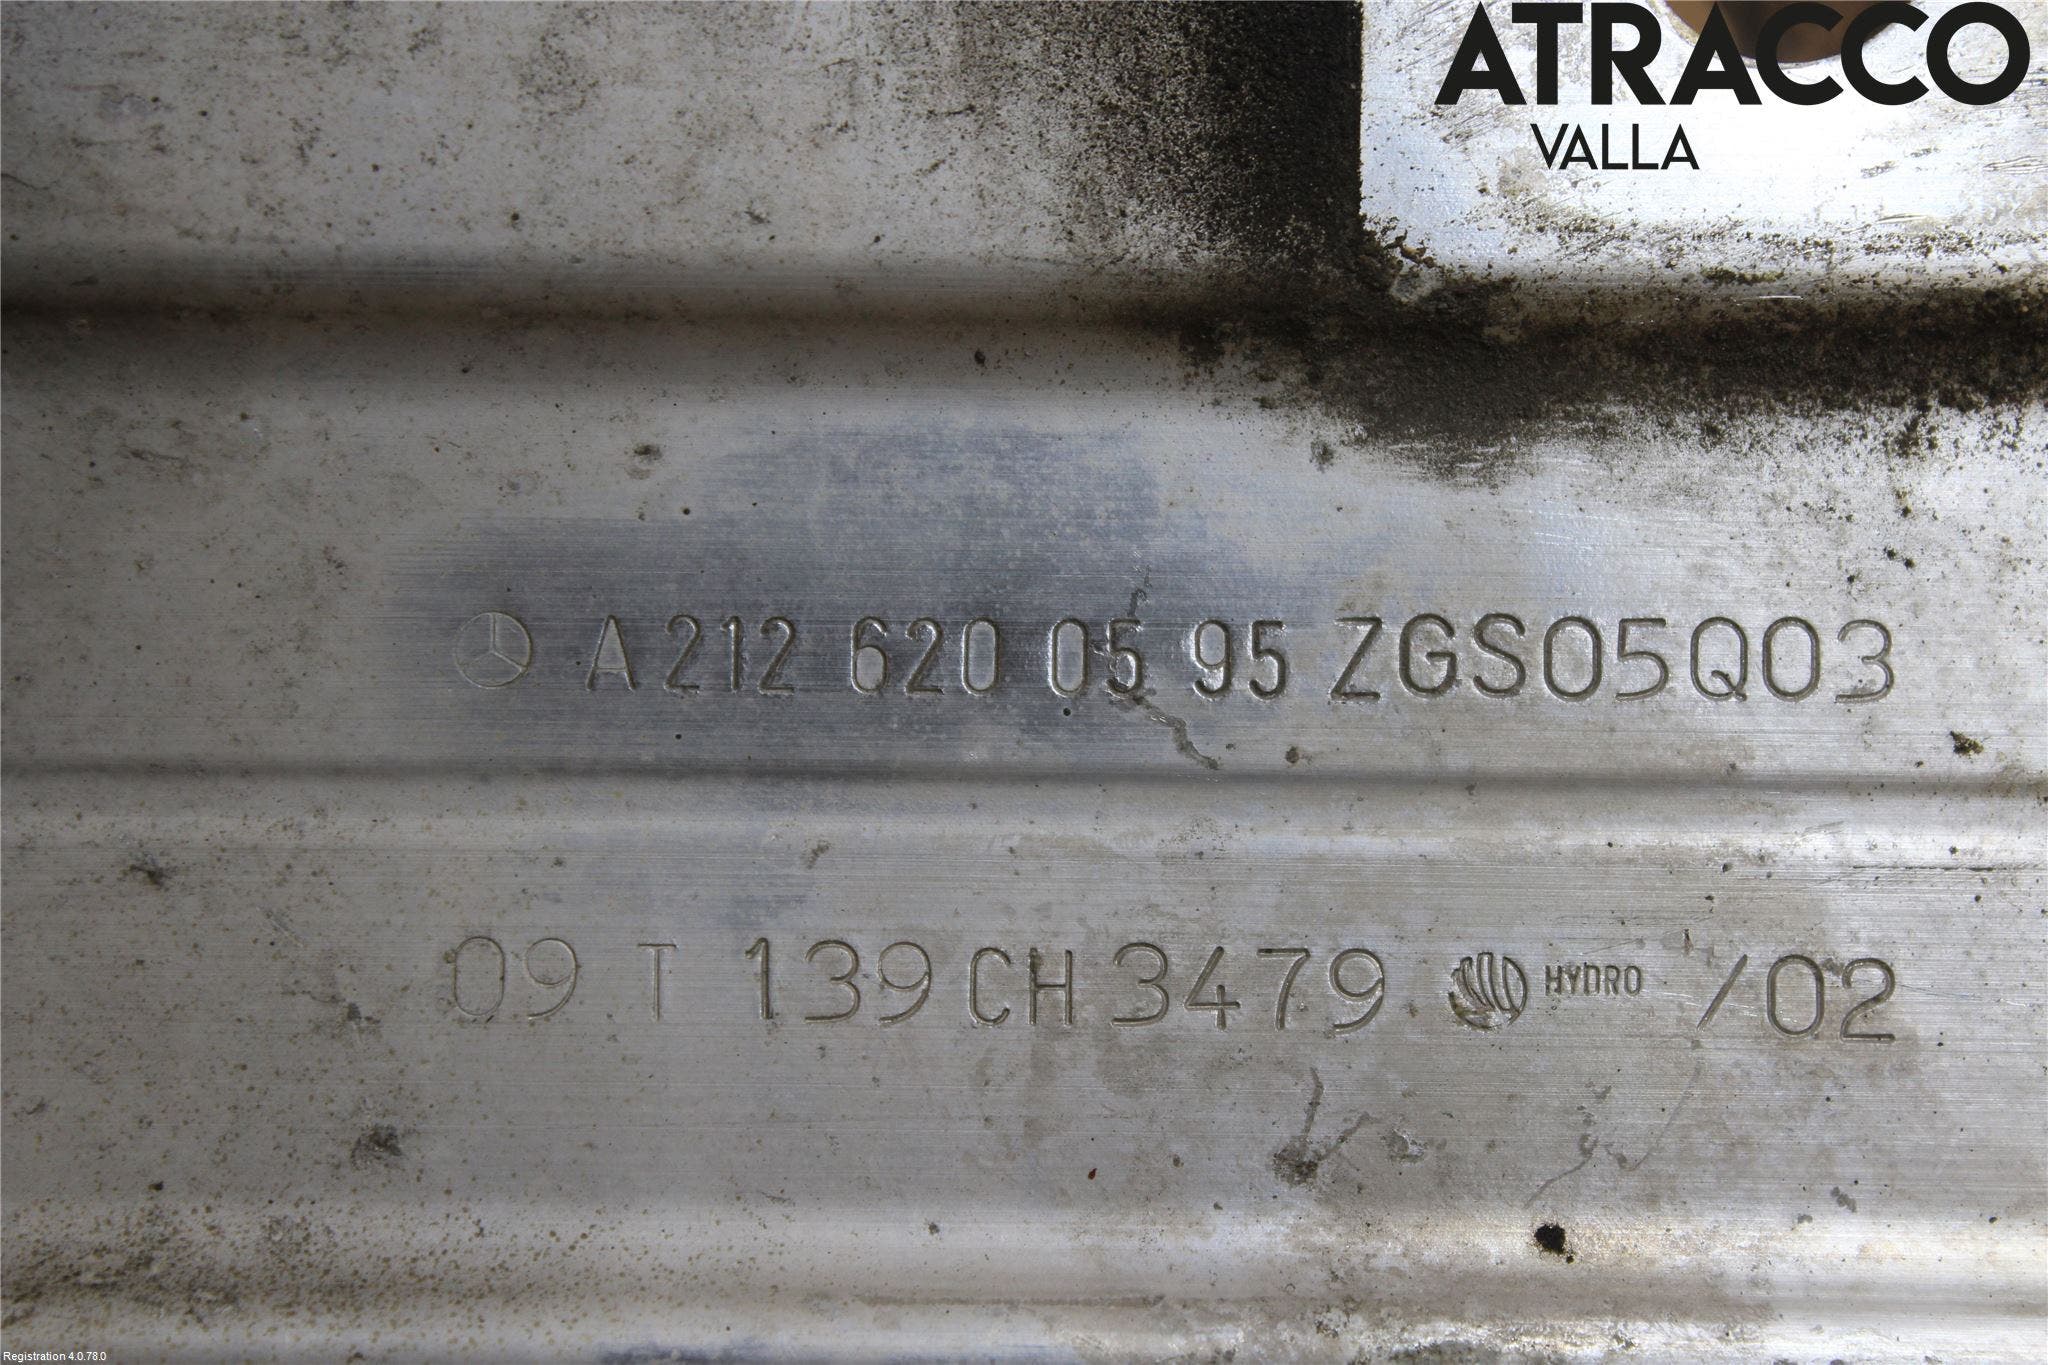 ATRACCO
VALLA
A 212 620 05 95 ZGS05Q03
09 T 139 CH 3479 HYDRO /02
Registration 4.0.78.0